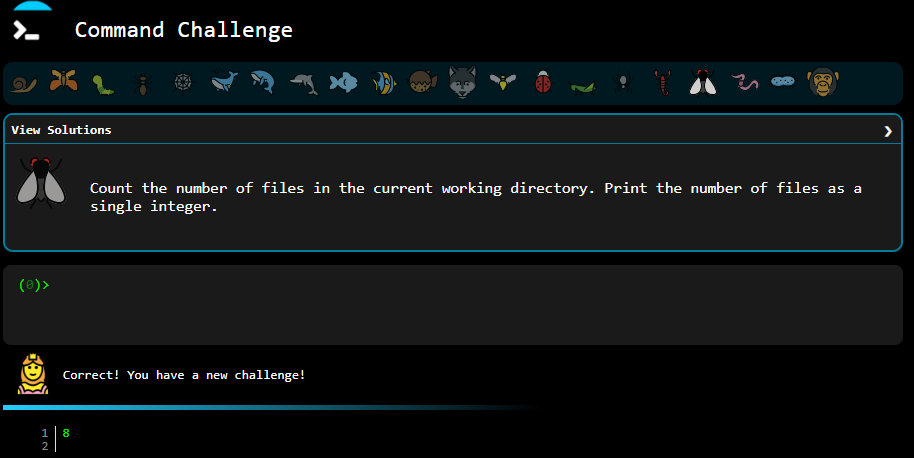 Command Challenge
View Solutions
Count the number of files in the current working directory. Print the number of files as a
single integer.
(0)>
Correct! You have a new challenge!
1 8
2